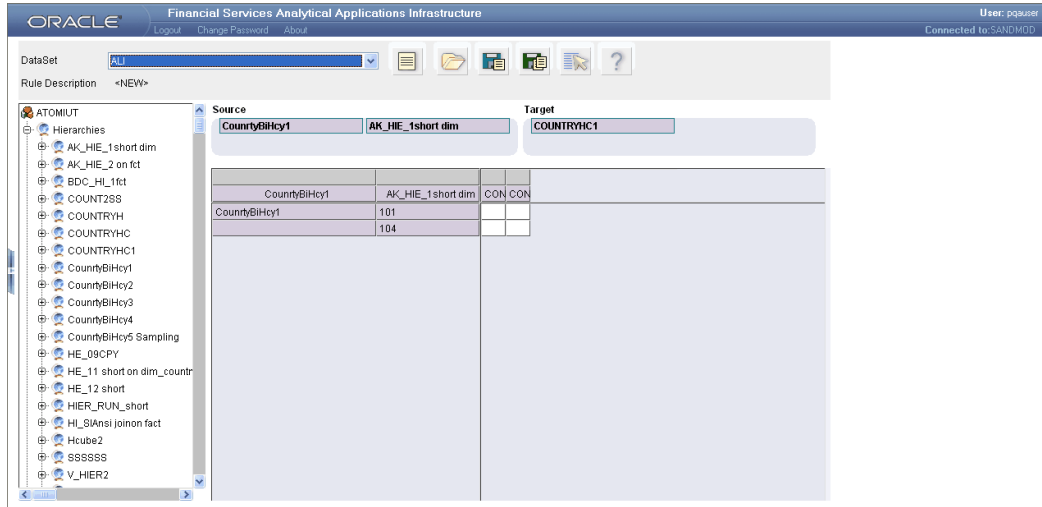 ORACLE
Financial Services Analytical Applications Infrastructure
User: pqauser
Logout Change Password About
Connected to:SANDMOD
DataSet ALI
Rule Description <NEW>
ATOMIUT
Hierarchies
AK_HIE_1short dim
AK_HIE_2 on fct
BDC_HI_1fct
COUNT2SS
COUNTRYH
COUNTRYHC
COUNTRYHC1
CounrtyBiHcy1
CounrtyBiHcy2
CounrtyBiHcy3
CounrtyBiHcy4
CounrtyBiHcy5 Sampling
HE_09CPY
HE_11 short on dim_countr
HE_12 short
HIER_RUN_short
HI_SIAnsi joinon fact
Hcube2
SSSSSS
V_HIER2
Source Target
CounrtyBiHcy1 AK_HIE_1short dim COUNTRYHC1
CounrtyBiHcy1 AK_HIE_1short dim CON CON
CounrtyBiHcy1 101
104